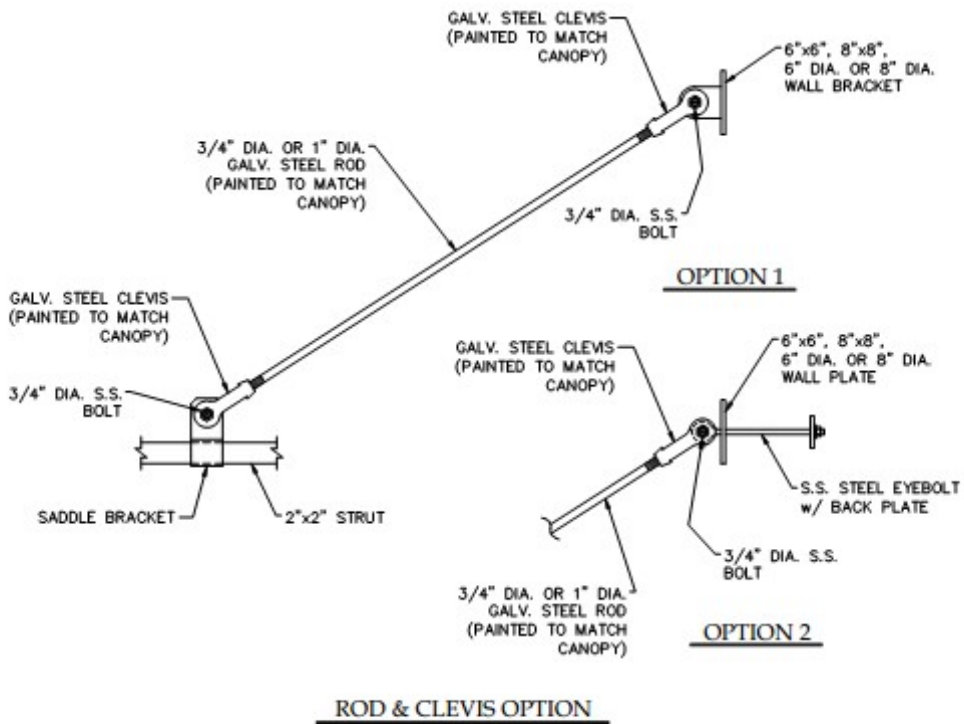 GALV. STEEL CLEVIS
(PAINTED TO MATCH
CANOPY)
6"x6", 8"x8",
6" DIA. OR 8" DIA.
WALL BRACKET
3/4" DIA. OR 1" DIA.
GALV. STEEL ROD
(PAINTED TO MATCH
CANOPY)
3/4" DIA. S.S.
BOLT
OPTION 1
GALV. STEEL CLEVIS
(PAINTED TO MATCH
CANOPY)
3/4" DIA. S.S.
BOLT
SADDLE BRACKET
2"x2" STRUT
GALV. STEEL CLEVIS
(PAINTED TO MATCH
CANOPY)
6"x6", 8"x8",
6" DIA. OR 8" DIA.
WALL PLATE
S.S. STEEL EYEBOLT
w/ BACK PLATE
3/4" DIA. S.S.
BOLT
3/4" DIA. OR 1" DIA.
GALV. STEEL ROD
(PAINTED TO MATCH
CANOPY)
OPTION 2
ROD & CLEVIS OPTION